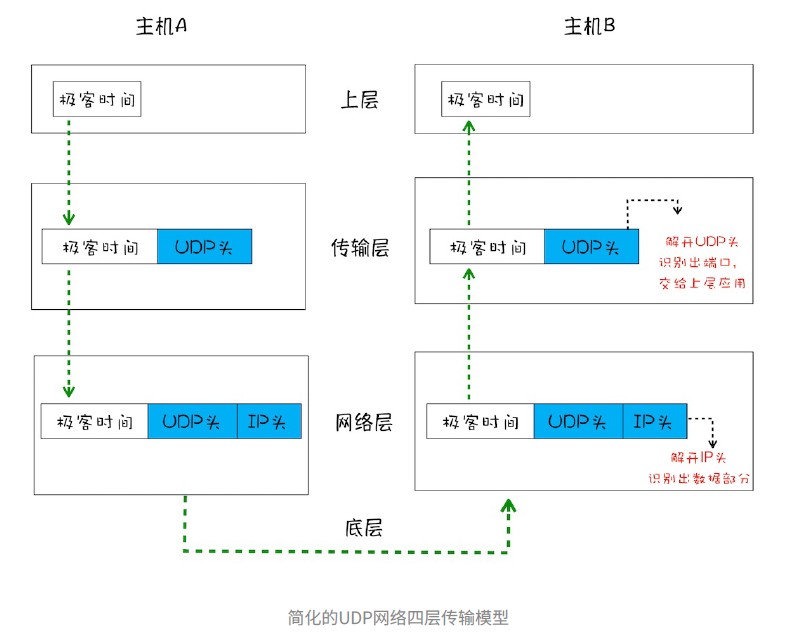 主机A
主机B
极客时间
上层
极客时间
极客时间
UDP头
传输层
极客时间
UDP头
解开UDP头
识别出端口,
交给上层应用
极客时间
UDP头
IP头
网络层
极客时间
UDP头
IP头
解开IP头
识别出数据部分
底层
简化的UDP网络四层传输模型